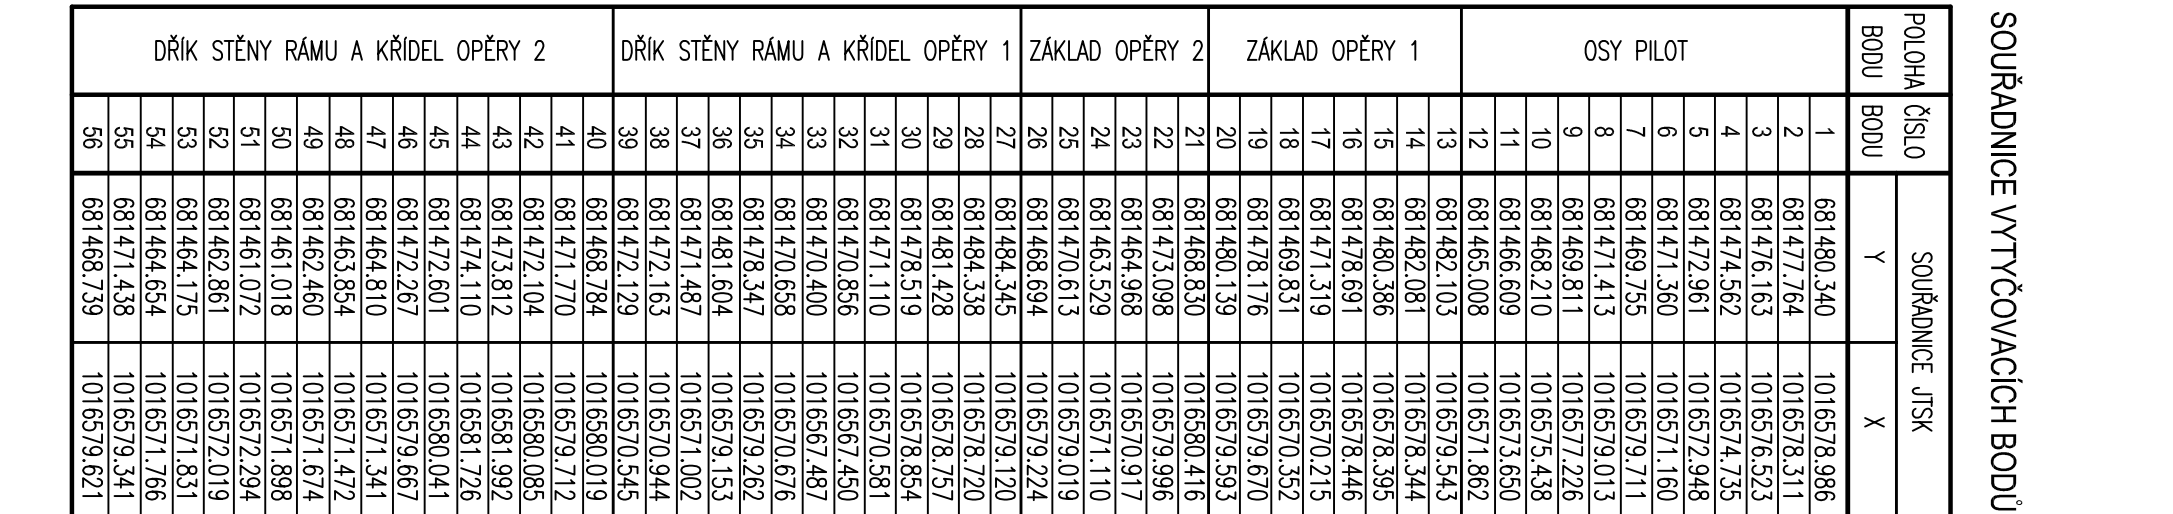 SOUŘADNICE VYTYČOVACÍCH BODŮ
POLOHA BODU ČÍSLO BODU SOUŘADNICE JTSK
Y X
OSY PILOT
1 681480.340 1016578.986
2 681477.764 1016578.311
3 681476.163 1016576.523
4 681474.562 1016574.735
5 681472.961 1016572.948
6 681471.360 1016571.160
7 681469.755 1016579.711
8 681471.413 1016579.013
9 681469.811 1016577.226
10 681468.210 1016575.438
11 681466.609 1016573.650
12 681465.008 1016571.862
ZÁKLAD OPĚRY 1
13 681482.103 1016579.543
14 681482.081 1016578.344
15 681480.386 1016578.395
16 681478.691 1016578.446
17 681471.319 1016570.215
18 681469.831 1016570.352
19 681478.176 1016579.670
20 681480.139 1016579.593
ZÁKLAD OPĚRY 2
21 681468.830 1016580.416
22 681473.098 1016579.996
23 681464.968 1016570.917
24 681463.529 1016571.110
25 681470.613 1016579.019
26 681468.694 1016579.224
DŘÍK STĚNY RÁMU A KŘÍDEL OPĚRY 1
27 681484.345 1016579.120
28 681484.338 1016578.720
29 681481.428 1016578.757
30 681478.519 1016578.854
31 681471.110 1016570.581
32 681470.856 1016567.450
33 681470.400 1016567.487
34 681470.658 1016570.676
35 681478.347 1016579.262
36 681481.604 1016579.153
37 681471.487 1016571.002
38 681472.163 1016570.944
39 681472.129 1016570.545
DŘÍK STĚNY RÁMU A KŘÍDEL OPĚRY 2
40 681468.784 1016580.019
41 681471.770 1016579.712
42 681472.104 1016580.085
43 681473.812 1016581.992
44 681474.110 1016581.726
45 681472.601 1016580.041
46 681472.267 1016579.667
47 681464.810 1016571.341
48 681463.854 1016571.472
49 681462.460 1016571.674
50 681461.018 1016571.898
51 681461.072 1016572.294
52 681462.861 1016572.019
53 681464.175 1016571.831
54 681464.654 1016571.766
55 681471.438 1016579.341
56 681468.739 1016579.621